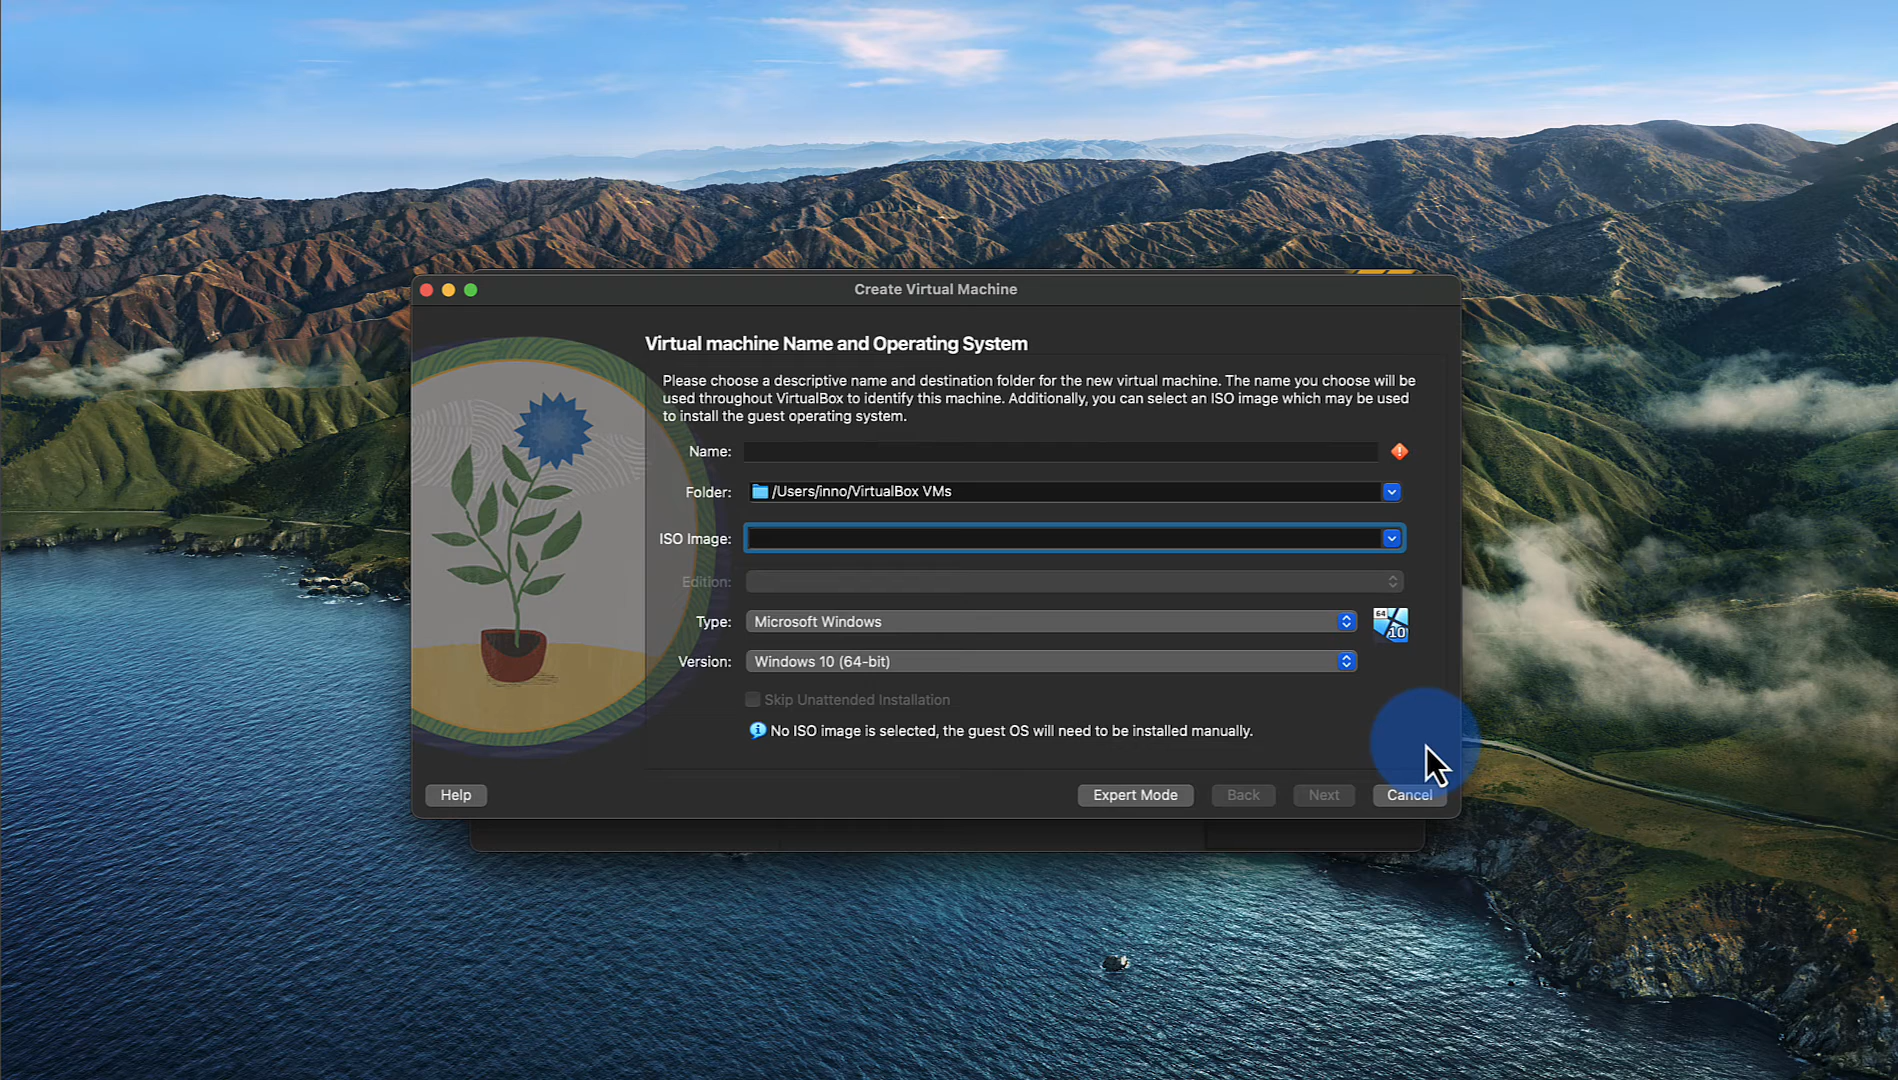 Create Virtual Machine
Virtual machine Name and Operating System
Please choose a descriptive name and destination folder for the new virtual machine. The name you choose will be
used throughout VirtualBox to identify this machine. Additionally, you can select an ISO image which may be used
to install the guest operating system.
Name:
Folder: /Users/inno/VirtualBox VMs
ISO Image:
Edition:
Type: Microsoft Windows
64
10
Version: Windows 10 (64-bit)
Skip Unattended Installation
No ISO image is selected, the guest OS will need to be installed manually.
Help Expert Mode Back Next Cancel